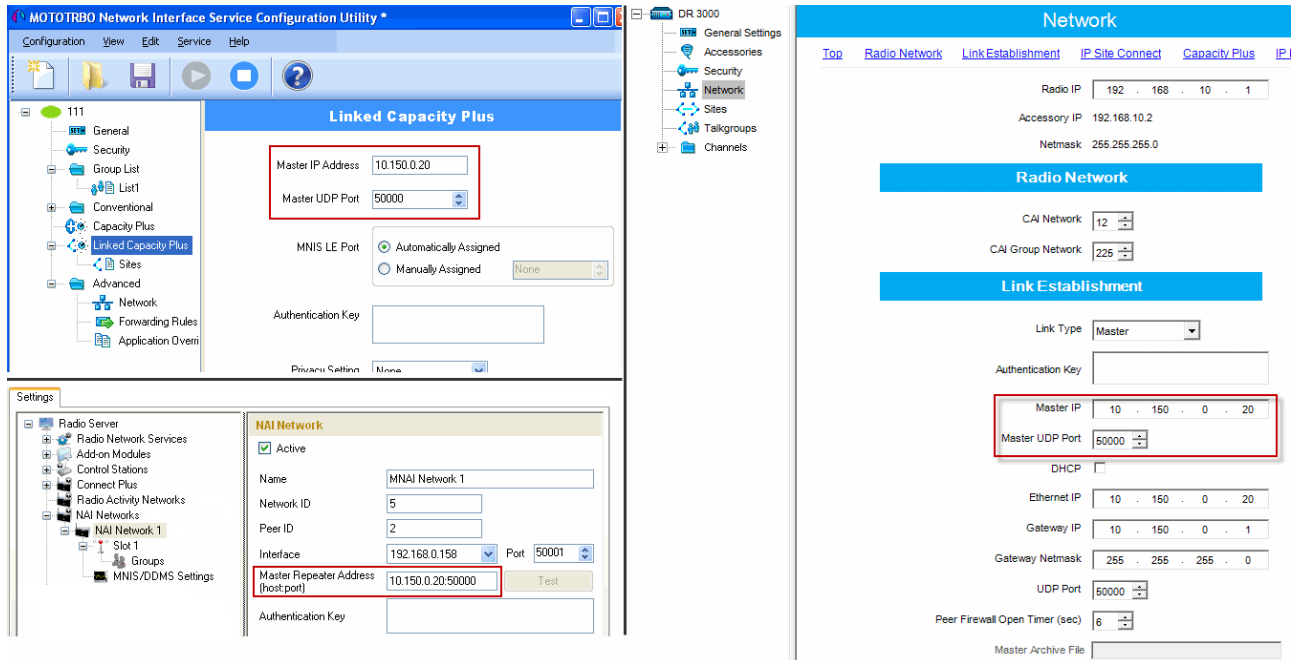 MOTOTRBO Network Interface Service Configuration Utility *
Configuration View Edit Service Help
111
General
Security
Group List
List1
Conventional
Capacity Plus
Linked Capacity Plus
Sites
Advanced
Network
Forwarding Rules
Application Overri
Linked Capacity Plus
Master IP Address 10.150.0.20
Master UDP Port 50000
MNIS LE Port Automatically Assigned
Manually Assigned None
Authentication Key
Privacy Setting None
Settings
Radio Server
Radio Network Services
Add-on Modules
Control Stations
Connect Plus
Radio Activity Networks
NAI Networks
NAI Network 1
Slot 1
Groups
MNIS/DDMS Settings
NAI Network
Active
Name MNAI Network 1
Network ID 5
Peer ID 2
Interface 192.168.0.158 Port 50001
Master Repeater Address
(host:port) 10.150.0.20:50000 Test
Authentication Key
DR 3000
General Settings
Accessories
Security
Network
Sites
Talkgroups
Channels
Network
Top Radio Network Link Establishment IP Site Connect Capacity Plus IP
Radio IP 192 . 168 . 10 . 1
Accessory IP 192.168.10.2
Netmask 255.255.255.0
Radio Network
CAI Network 12
CAI Group Network 225
Link Establishment
Link Type Master
Authentication Key
Master IP 10 . 150 . 0 . 20
Master UDP Port 50000
DHCP
Ethernet IP 10 . 150 . 0 . 20
Gateway IP 10 . 150 . 0 . 1
Gateway Netmask 255 . 255 . 255 . 0
UDP Port 50000
Peer Firewall Open Timer (sec) 6
Master Archive File